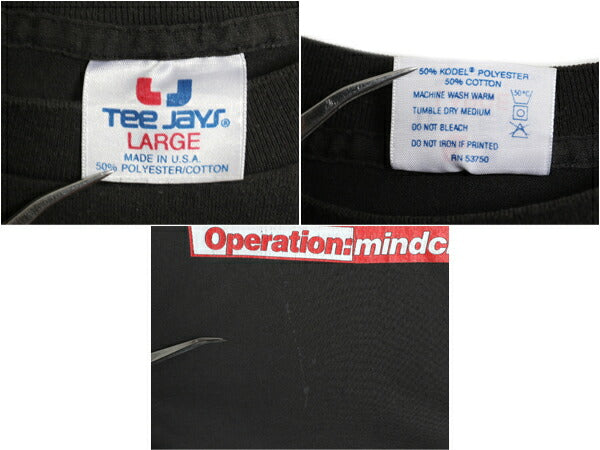 Tee Jays®
LARGE
MADE IN U.S.A.
50% POLYESTER/COTTON
50% KODEL® POLYESTER
50% COTTON
MACHINE WASH WARM
50°C
TUMBLE DRY MEDIUM
DO NOT BLEACH
DO NOT IRON IF PRINTED
RN 53750
Operation:mindc